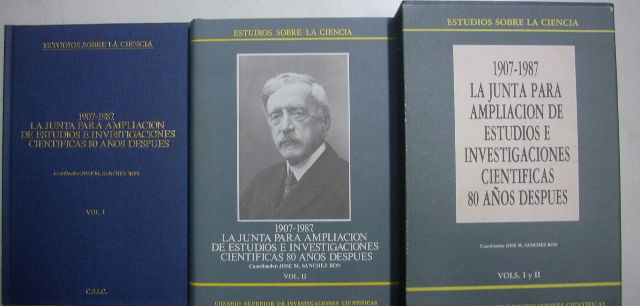 ESTUDIOS SOBRE LA CIENCIA
1907-1987
LA JUNTA PARA AMPLIACION
DE ESTUDIOS E INVESTIGACIONES
CIENTIFICAS 80 AÑOS DESPUES
Coordinador: JOSE M. SANCHEZ RON
VOL. I
C.S.I.C.
ESTUDIOS SOBRE LA CIENCIA
1907-1987
LA JUNTA PARA AMPLIACION
DE ESTUDIOS E INVESTIGACIONES
CIENTIFICAS 80 AÑOS DESPUES
Coordinador: JOSE M. SANCHEZ RON
VOL. II
CONSEJO SUPERIOR DE INVESTIGACIONES CIENTIFICAS
ESTUDIOS SOBRE LA CIENCIA
1907-1987
LA JUNTA PARA
AMPLIACION DE
ESTUDIOS E
INVESTIGACIONES
CIENTIFICAS
80 AÑOS DESPUES
Coordinador: JOSE M. SANCHEZ RON
VOLS. I y II
DE INVESTIGACIONES CIENTIFICAS